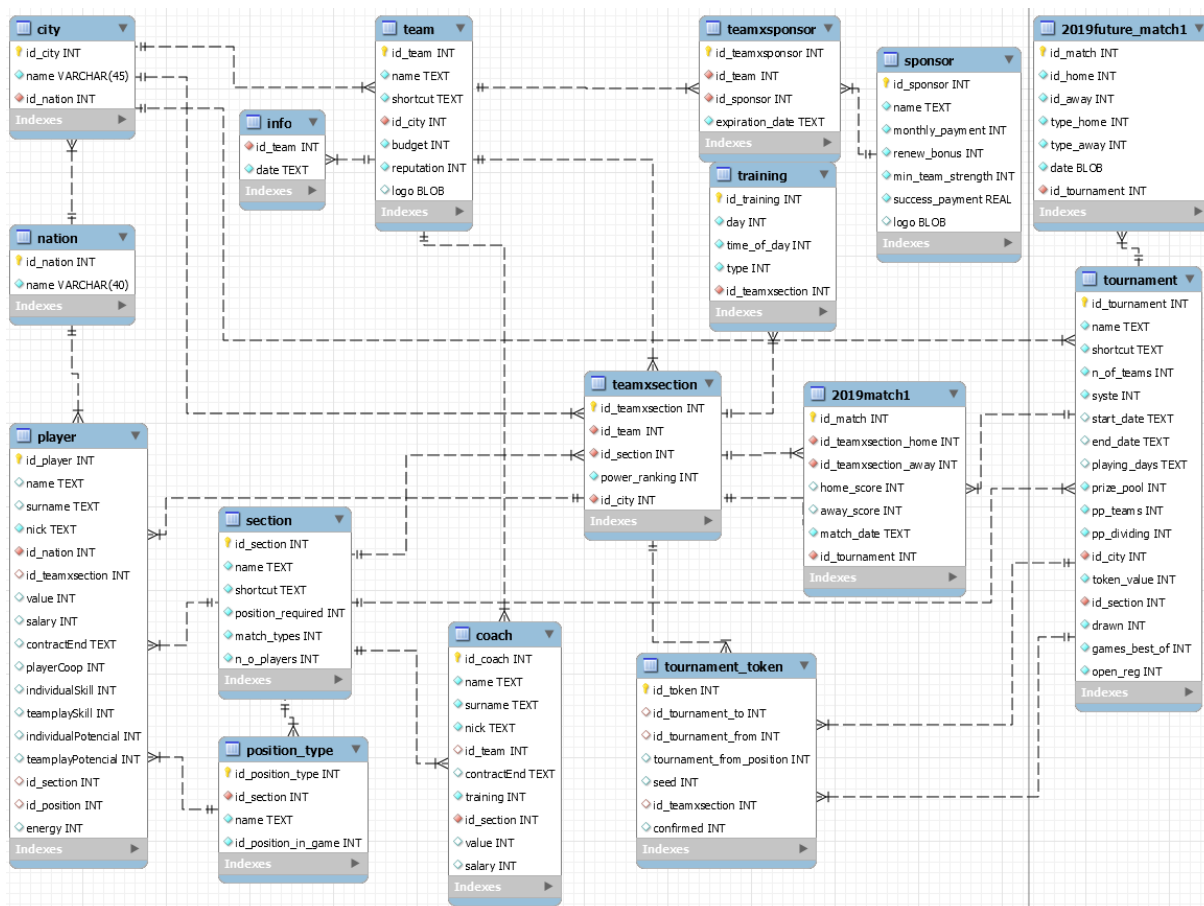 city
id_city INT
name VARCHAR(45)
id_nation INT
Indexes
team
id_team INT
name TEXT
shortcut TEXT
id_city INT
budget INT
reputation INT
logo BLOB
Indexes
teamxsponsor
id_teamxsponsor INT
id_team INT
id_sponsor INT
expiration_date TEXT
Indexes
sponsor
id_sponsor INT
name TEXT
monthly_payment INT
renew_bonus INT
min_team_strength INT
success_payment REAL
logo BLOB
Indexes
2019future_match1
id_match INT
id_home INT
id_away INT
type_home INT
type_away INT
date BLOB
id_tournament INT
Indexes
info
id_team INT
date TEXT
Indexes
training
id_training INT
day INT
time_of_day INT
type INT
id_teamxsection INT
Indexes
nation
id_nation INT
name VARCHAR(40)
Indexes
tournament
id_tournament INT
name TEXT
shortcut TEXT
n_of_teams INT
syste INT
start_date TEXT
end_date TEXT
playing_days TEXT
prize_pool INT
pp_teams INT
pp_dividing INT
id_city INT
token_value INT
id_section INT
drawn INT
games_best_of INT
open_reg INT
Indexes
teamxsection
id_teamxsection INT
id_team INT
id_section INT
power_ranking INT
id_city INT
Indexes
2019match1
id_match INT
id_teamxsection_home INT
id_teamxsection_away INT
home_score INT
away_score INT
match_date TEXT
id_tournament INT
Indexes
player
id_player INT
name TEXT
surname TEXT
nick TEXT
id_nation INT
id_teamxsection INT
value INT
salary INT
contractEnd TEXT
playerCoop INT
individualSkill INT
teamplaySkill INT
individualPotencial INT
teamplayPotencial INT
id_section INT
id_position INT
energy INT
Indexes
section
id_section INT
name TEXT
shortcut TEXT
position_required INT
match_types INT
n_o_players INT
Indexes
coach
id_coach INT
name TEXT
surname TEXT
nick TEXT
id_team INT
contractEnd TEXT
training INT
id_section INT
value INT
salary INT
Indexes
tournament_token
id_token INT
id_tournament_to INT
id_tournament_from INT
tournament_from_position INT
seed INT
id_teamxsection INT
confirmed INT
Indexes
position_type
id_position_type INT
id_section INT
name TEXT
id_position_in_game INT
Indexes